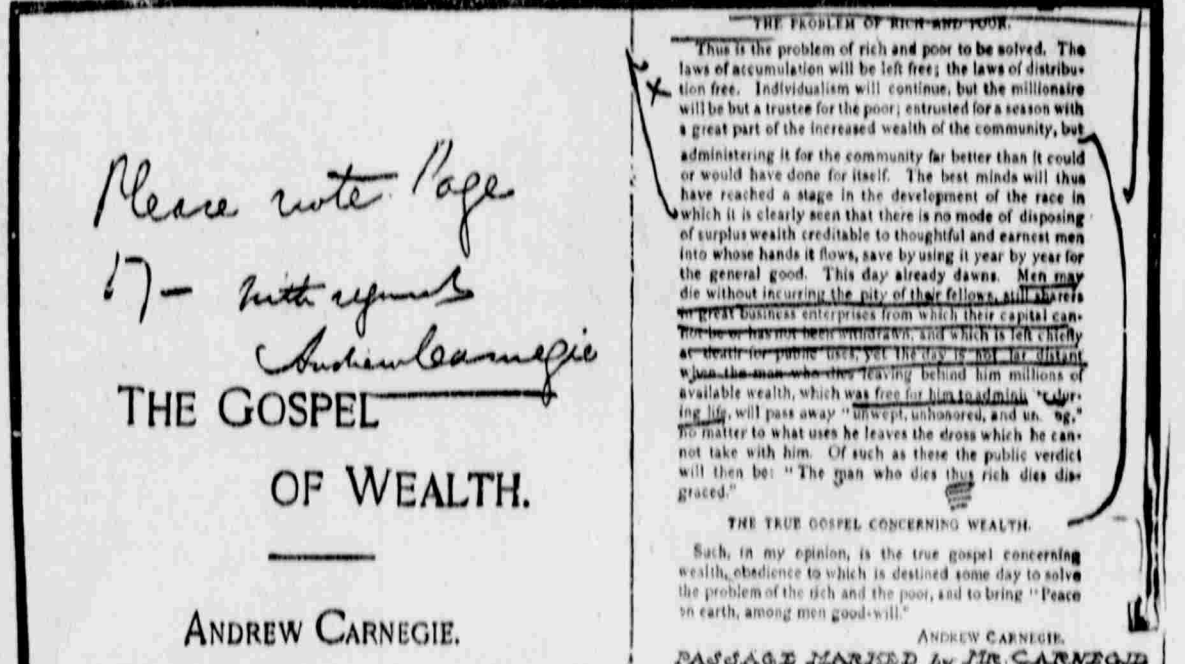 Please note Page
17 — with regards
Andrew Carnegie
THE GOSPEL
OF WEALTH.
ANDREW CARNEGIE.
THE PROBLEM OF RICH AND POOR.
Thus is the problem of rich and poor to be solved. The
laws of accumulation will be left free; the laws of distribu-
tion free. Individualism will continue, but the millionaire
will be but a trustee for the poor; entrusted for a season with
a great part of the increased wealth of the community, but
administering it for the community far better than it could
or would have done for itself. The best minds will thus
have reached a stage in the development of the race in
which it is clearly seen that there is no mode of disposing
of surplus wealth creditable to thoughtful and earnest men
into whose hands it flows, save by using it year by year for
the general good. This day already dawns. Men may
die without incurring the pity of their fellows, still sharers
in great business enterprises from which their capital can-
not be or has not been withdrawn, and which is left chiefly
at death for public uses, yet the day is not far distant
when the man who dies leaving behind him millions of
available wealth, which was free for him to administer dur-
ing life, will pass away "unwept, unhonored, and
no matter to what uses he leaves the dross which he can-
not take with him. Of such as these the public verdict
will then be: "The man who dies thus rich dies dis-
graced."
THE TRUE GOSPEL CONCERNING WEALTH.
Such, in my opinion, is the true gospel concerning
wealth, obedience to which is destined some day to solve
the problem of the rich and the poor, and to bring "Peace
on earth, among men good-will."
ANDREW CARNEGIE.
PASSAGE MARKED by MR. CARNEGIE